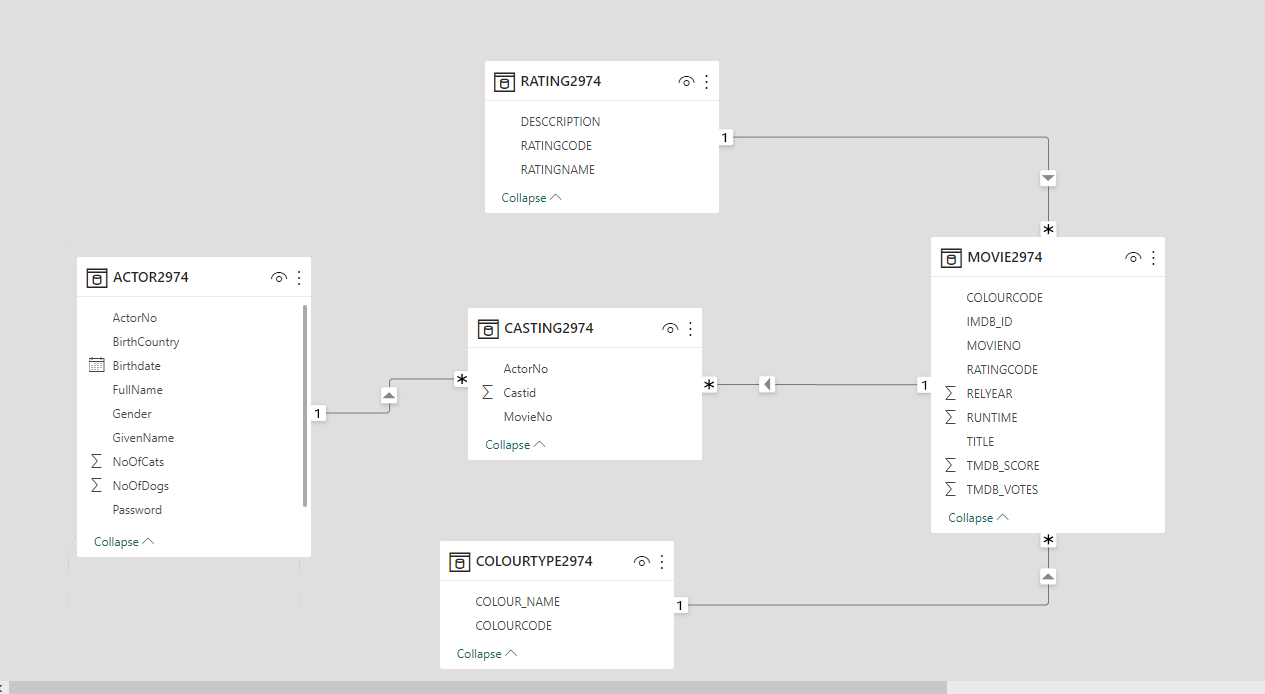 RATING2974
DESCCRIPTION
RATINGCODE
RATINGNAME
Collapse
1
*
ACTOR2974
ActorNo
BirthCountry
Birthdate
FullName
Gender
GivenName
NoOfCats
NoOfDogs
Password
Collapse
1
*
CASTING2974
ActorNo
Castid
MovieNo
Collapse
*
1
MOVIE2974
COLOURCODE
IMDB_ID
MOVIENO
RATINGCODE
RELYEAR
RUNTIME
TITLE
TMDB_SCORE
TMDB_VOTES
Collapse
*
COLOURTYPE2974
COLOUR_NAME
COLOURCODE
Collapse
1